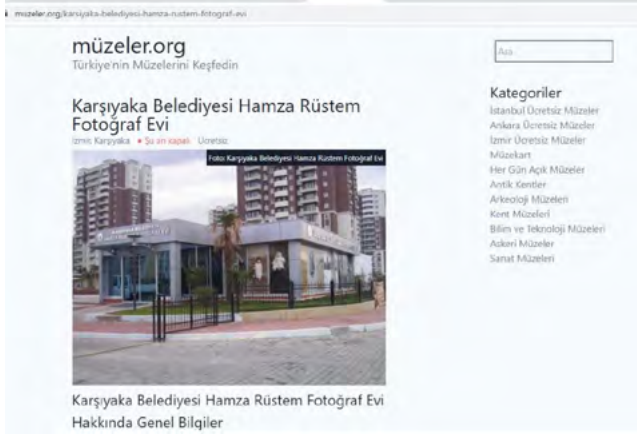 muzeler.org/karsiyaka-belediyesi-hamza-rustem-fotograf-evi
müzeler.org
Türkiye'nin Müzelerini Keşfedin
Karşıyaka Belediyesi Hamza Rüstem
Fotoğraf Evi
İzmir, Karşıyaka • Şu an kapalı Ücretsiz
Foto: Karşıyaka Belediyesi Hamza Rüstem Fotoğraf Evi
Karşıyaka Belediyesi Hamza Rüstem Fotoğraf Evi
Hakkında Genel Bilgiler
Ara
Kategoriler
İstanbul Ücretsiz Müzeler
Ankara Ücretsiz Müzeler
İzmir Ücretsiz Müzeler
Müzekart
Her Gün Açık Müzeler
Antik Kentler
Arkeoloji Müzeleri
Kent Müzeleri
Bilim ve Teknoloji Müzeleri
Askeri Müzeler
Sanat Müzeleri